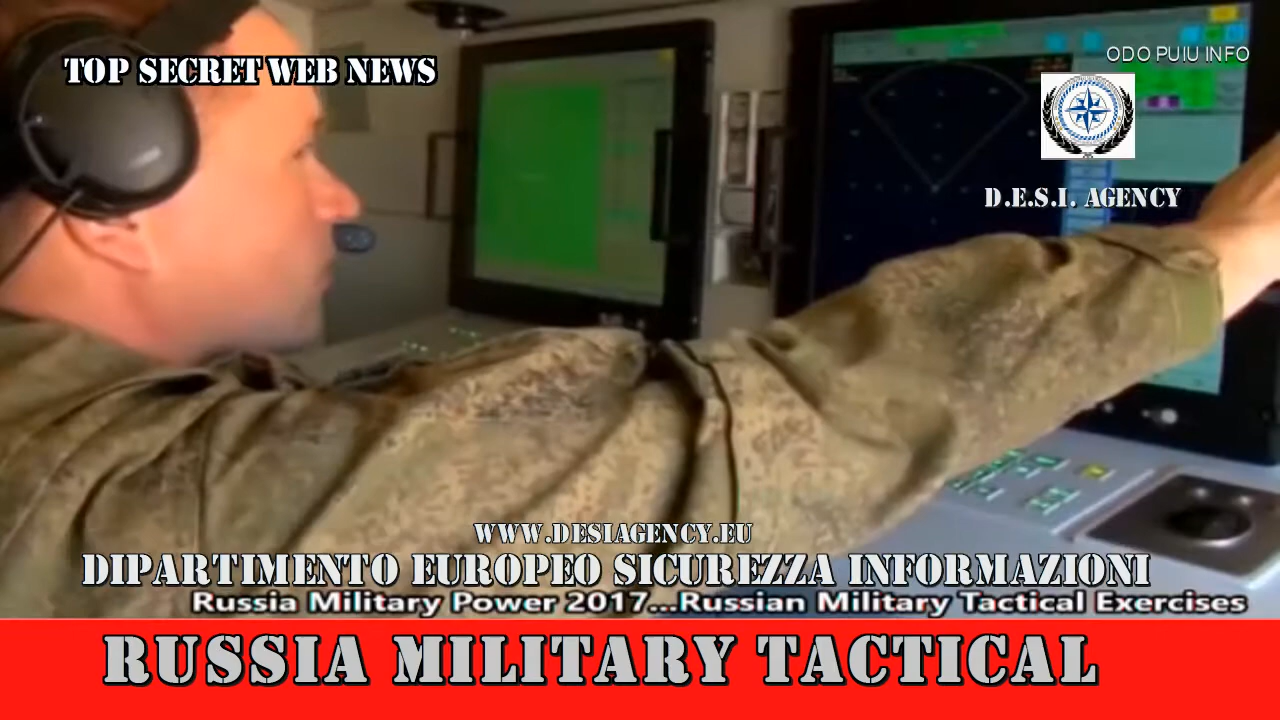 ODO PUIU INFO
TOP SECRET WEB NEWS
D.E.S.I. AGENCY
WWW.DESIAGENCY.EU
DIPARTIMENTO EUROPEO SICUREZZA INFORMAZIONI
Russia Military Power 2017...Russian Military Tactical Exercises
RUSSIA MILITARY TACTICAL